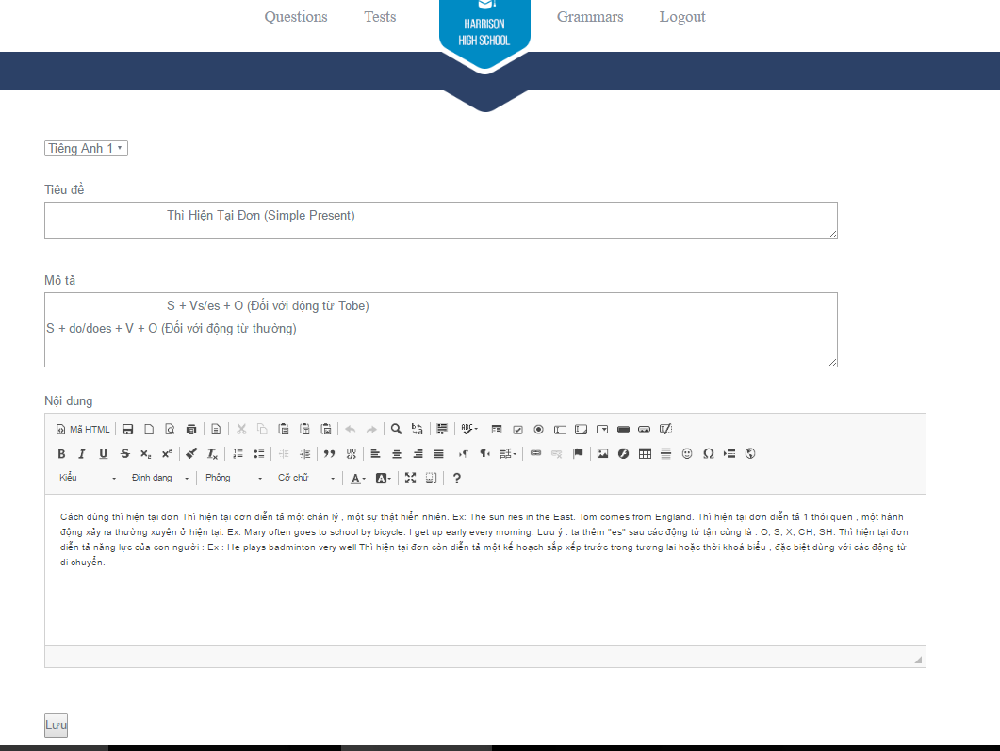 Questions Tests Grammars Logout
HARRISON
HIGH SCHOOL
Tiếng Anh 1
Tiêu đề
Thì Hiện Tại Đơn (Simple Present)
Mô tả
S + Vs/es + O (Đối với động từ Tobe)
S + do/does + V + O (Đối với động từ thường)
Nội dung
Mã HTML
Kiểu Định dạng Phông Cỡ chữ
Cách dùng thì hiện tại đơn Thì hiện tại đơn diễn tả một chân lý , một sự thật hiển nhiên. Ex: The sun ries in the East. Tom comes from England. Thì hiện tại đơn diễn tả 1 thói quen , một hành
động xảy ra thường xuyên ở hiện tại. Ex: Mary often goes to school by bicycle. I get up early every morning. Lưu ý : ta thêm "es" sau các động từ tận cùng là : O, S, X, CH, SH. Thì hiện tại đơn
diễn tả năng lực của con người : Ex : He plays badminton very well Thì hiện tại đơn còn diễn tả một kế hoạch sắp xếp trước trong tương lai hoặc thời khoá biểu , đặc biệt dùng với các động từ
di chuyển.
Lưu